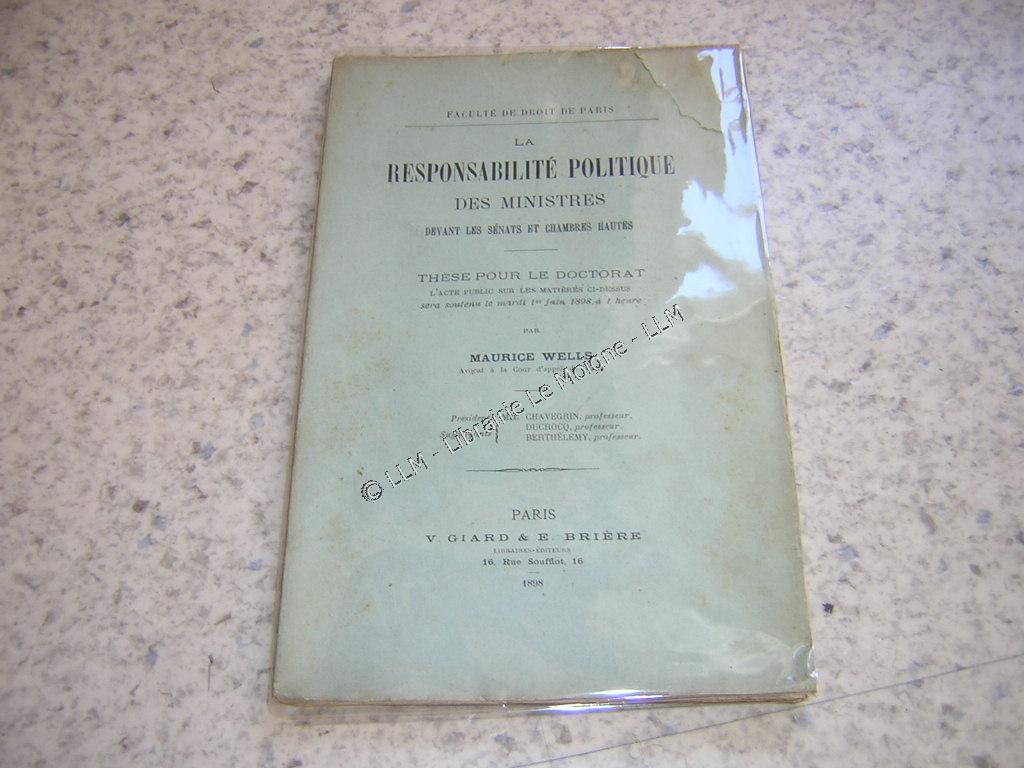 FACULTÉ DE DROIT DE PARIS
LA
RESPONSABILITÉ POLITIQUE
DES MINISTRES
DEVANT LES SÉNATS ET CHAMBRES HAUTES
THÈSE POUR LE DOCTORAT
L'ACTE PUBLIC SUR LES MATIÈRES CI-DESSUS
sera soutenu le mardi 1er juin 1898, à 1 heure
PAR
MAURICE WELLS
Avocat à la Cour d'appel
CHAVEGRIN, professeur.
DUCROCQ, professeur.
BERTHÉLEMY, professeur.
© LLM - Librairie Le Moigne - LLM
PARIS
V. GIARD & E. BRIÈRE
LIBRAIRES-ÉDITEURS
16, Rue Soufflot, 16
1898